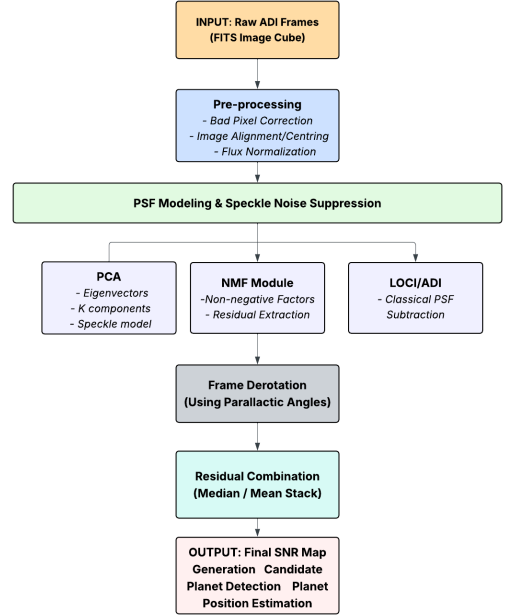 INPUT: Raw ADI Frames
(FITS Image Cube)
Pre-processing
- Bad Pixel Correction
- Image Alignment/Centring
- Flux Normalization
PSF Modeling & Speckle Noise Suppression
PCA
- Eigenvectors
- K components
- Speckle model
NMF Module
-Non-negative Factors
- Residual Extraction
LOCI/ADI
- Classical PSF
Subtraction
Frame Derotation
(Using Parallactic Angles)
Residual Combination
(Median / Mean Stack)
OUTPUT: Final SNR Map
Generation Candidate
Planet Detection Planet
Position Estimation